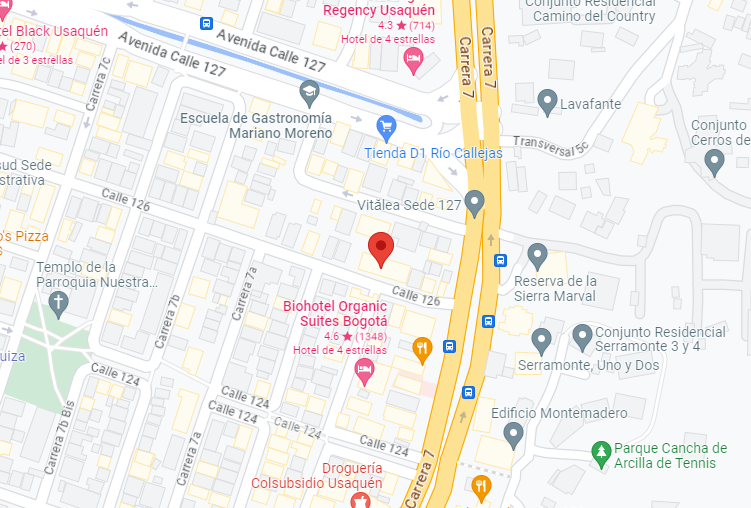 Regency Usaquén
4.3 ★ (714)
Hotel de 4 estrellas
Conjunto Residencial
Camino del Country
tel Black Usaquén
★ (270)
el de 3 estrellas
Avenida Calle 127
Avenida Calle 127
Carrera 7
Carrera 7
Carrera 7c
Escuela de Gastronomía
Mariano Moreno
Lavafante
Tienda D1 Río Callejas
Transversal 5c
Conjunto
Cerros de
sud Sede
strativa
Calle 126
Vitálea Sede 127
o's Pizza
s
Templo de la
Parroquia Nuestra...
Carrera 7a
Carrera 7b
Calle 126
Reserva de la
Sierra Marval
Biohotel Organic
Suites Bogotá
4.6 ★ (1348)
Hotel de 4 estrellas
Conjunto Residencial
Serramonte 3 y 4
Serramonte, Uno y Dos
uiza
Calle 124
Calle 124
Calle 124
Calle 124
Calle 124
Carrera 7b Bis
Carrera 7a
Edificio Montemadero
Parque Cancha de
Arcilla de Tennis
Carrera 7
Droguería
Colsubsidio Usaquén